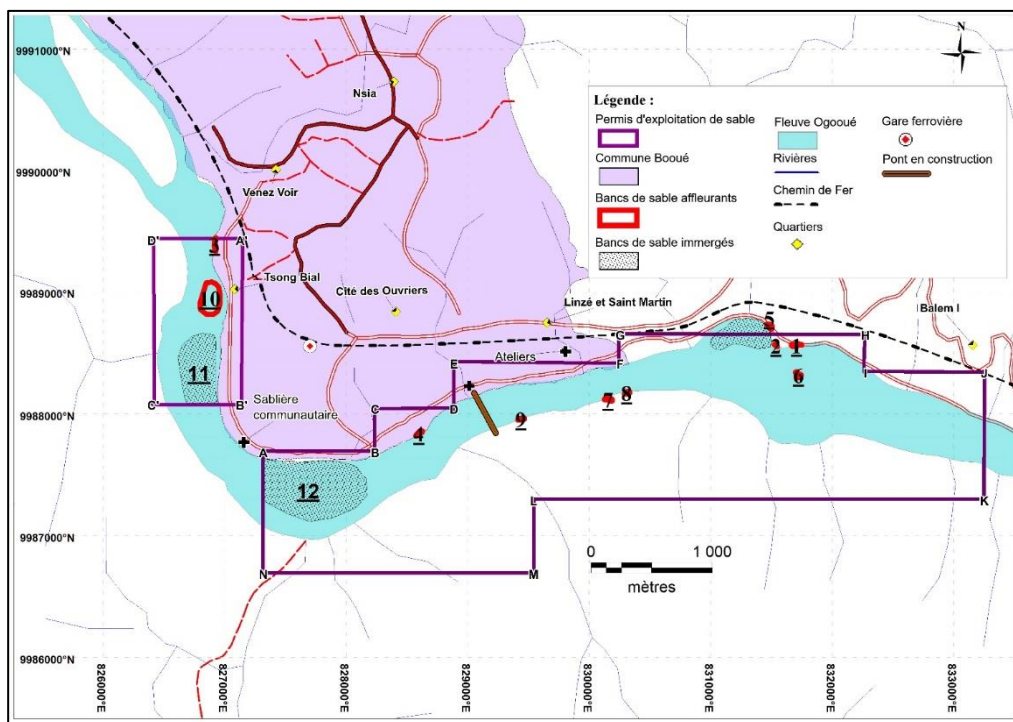 9991000°N
9990000°N
9989000°N
9988000°N
9987000°N
9986000°N
N
Légende :
Permis d'exploitation de sable
Commune Booué
Bancs de sable affleurants
Bancs de sable immergés
Fleuve Ogooué
Rivières
Chemin de Fer
Quartiers
Gare ferrovière
Pont en construction
Nsia
Venez Voir
D'
3
A'
Tsong Bial
10
Cité des Ouvriers
Linzé et Saint Martin
Balem I
G
5
2
1
H
11
Ateliers
E
F
6
I
J
C'
B'
Sablière
communautaire
C
D
7
8
9
4
A
B
12
L
K
N
M
0
1 000
mètres
826000°E
827000°E
828000°E
829000°E
830000°E
831000°E
832000°E
833000°E